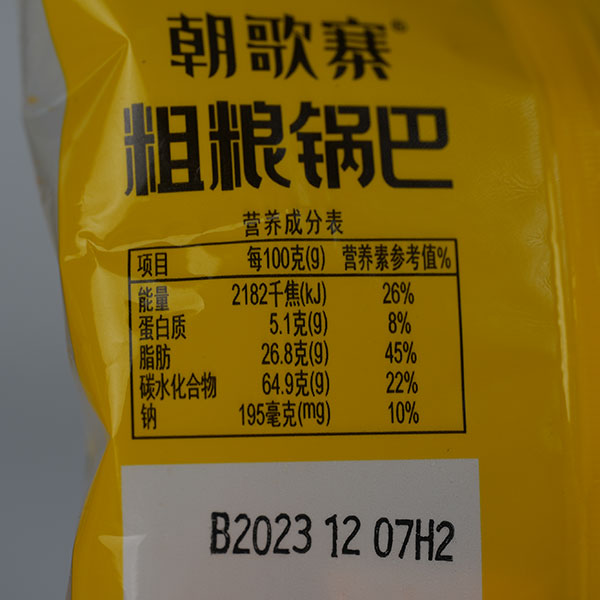 朝歌寨®
粗粮锅巴
营养成分表
项目 每100克(g) 营养素参考值%
能量 2182千焦(kJ) 26%
蛋白质 5.1克(g) 8%
脂肪 26.8克(g) 45%
碳水化合物 64.9克(g) 22%
钠 195毫克(mg) 10%
B2023 12 07H2